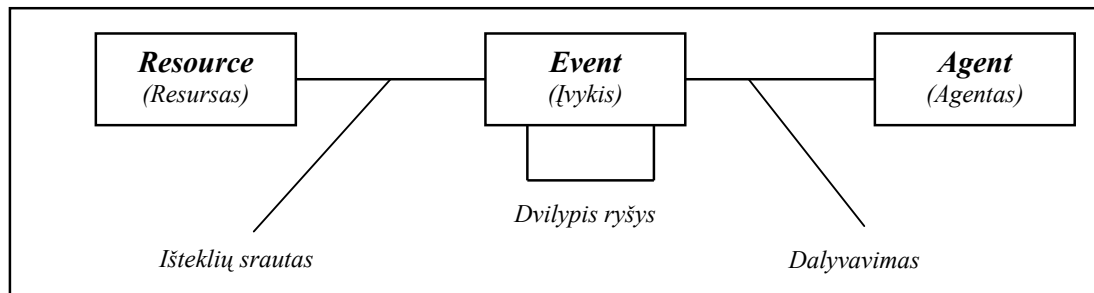 Resource
(Resursas)
Event
(Įvykis)
Agent
(Agentas)
Dvilypis ryšys
Išteklių srautas
Dalyvavimas